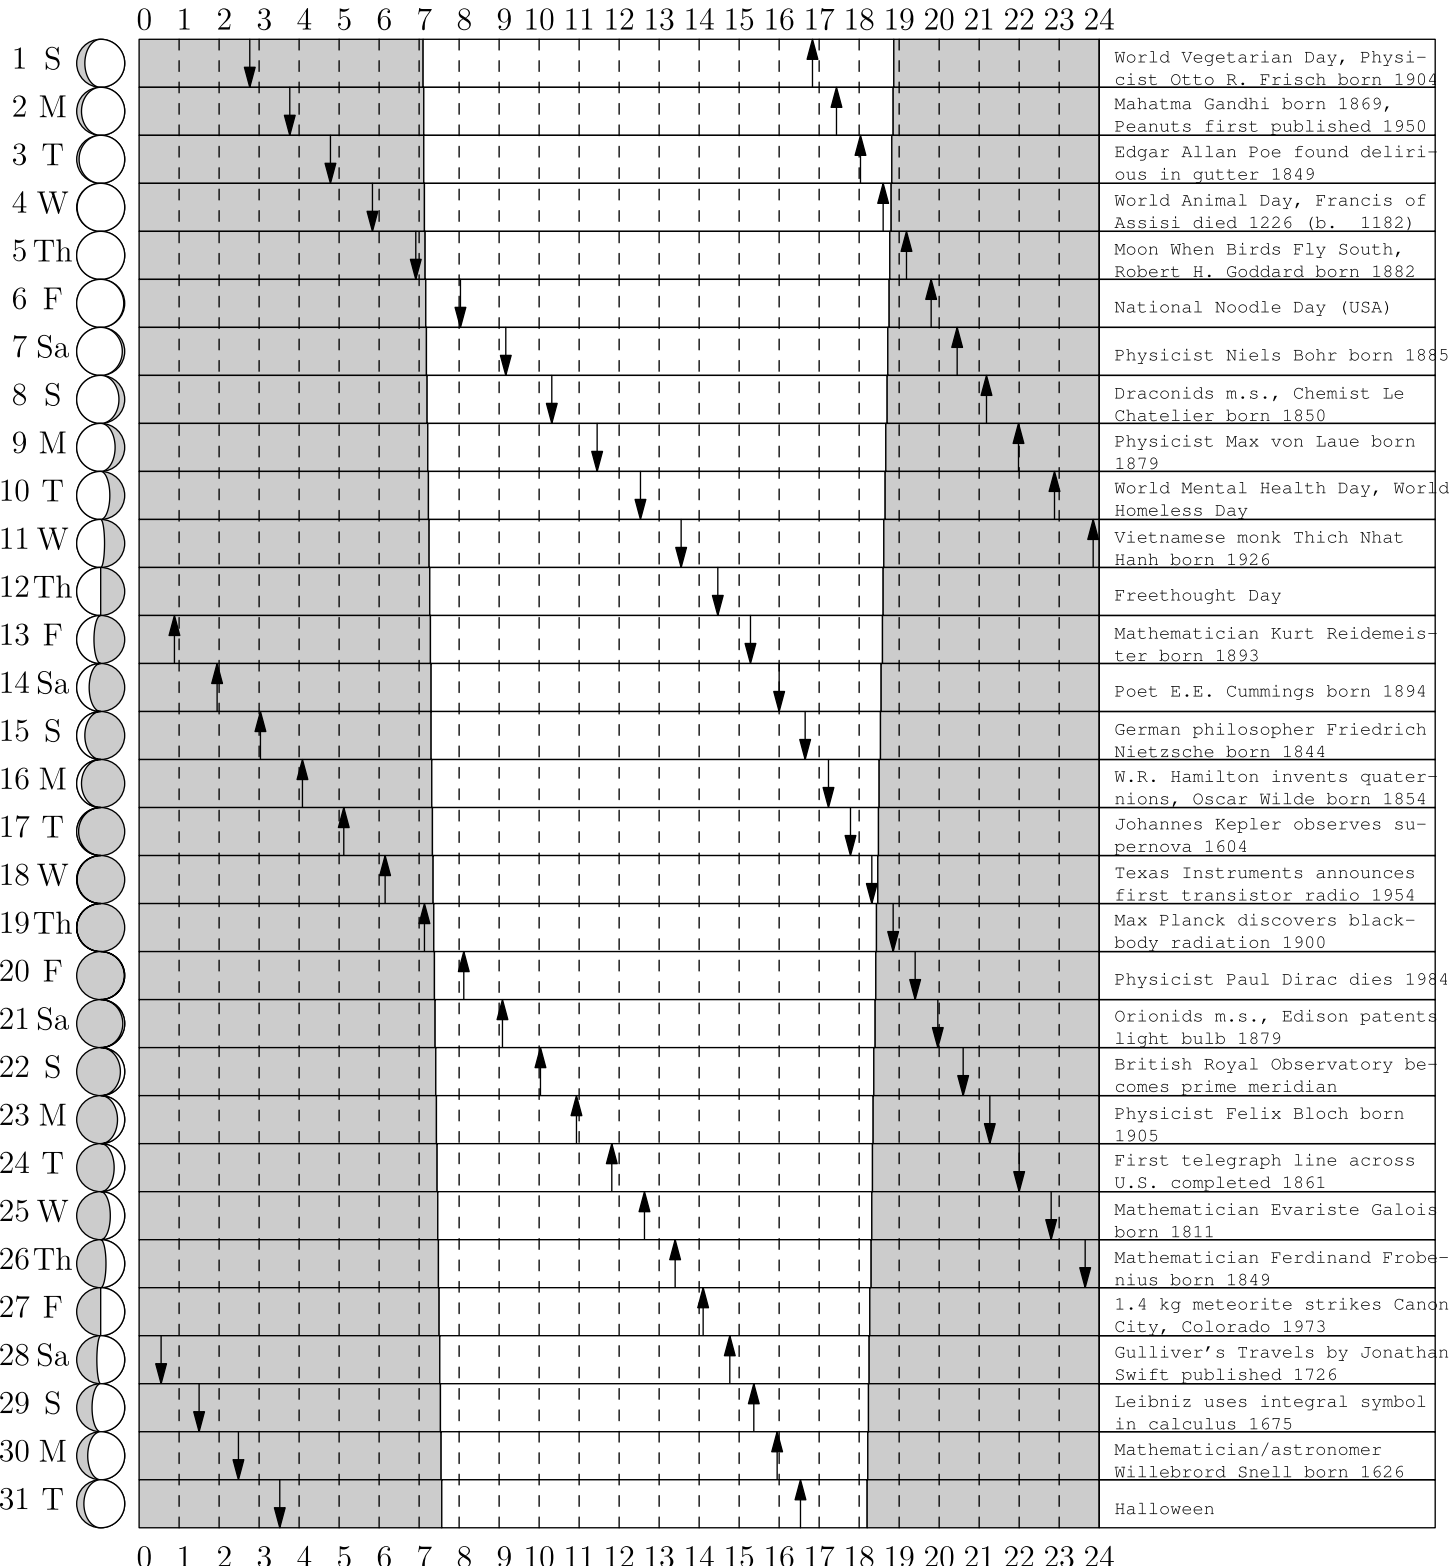 0 1 2 3 4 5 6 7 8 9 10 11 12 13 14 15 16 17 18 19 20 21 22 23 24
1 S World Vegetarian Day, Physi-
cist Otto R. Frisch born 1904
2 M Mahatma Gandhi born 1869,
Peanuts first published 1950
3 T Edgar Allan Poe found deliri-
ous in gutter 1849
4 W World Animal Day, Francis of
Assisi died 1226 (b. 1182)
5 Th Moon When Birds Fly South,
Robert H. Goddard born 1882
6 F National Noodle Day (USA)
7 Sa Physicist Niels Bohr born 1885
8 S Draconids m.s., Chemist Le
Chatelier born 1850
9 M Physicist Max von Laue born
1879
10 T World Mental Health Day, World
Homeless Day
11 W Vietnamese monk Thich Nhat
Hanh born 1926
12 Th Freethought Day
13 F Mathematician Kurt Reidemeis-
ter born 1893
14 Sa Poet E.E. Cummings born 1894
15 S German philosopher Friedrich
Nietzsche born 1844
16 M W.R. Hamilton invents quater-
nions, Oscar Wilde born 1854
17 T Johannes Kepler observes su-
pernova 1604
18 W Texas Instruments announces
first transistor radio 1954
19 Th Max Planck discovers black-
body radiation 1900
20 F Physicist Paul Dirac dies 1984
21 Sa Orionids m.s., Edison patents
light bulb 1879
22 S British Royal Observatory be-
comes prime meridian
23 M Physicist Felix Bloch born
1905
24 T First telegraph line across
U.S. completed 1861
25 W Mathematician Evariste Galois
born 1811
26 Th Mathematician Ferdinand Frobe-
nius born 1849
27 F 1.4 kg meteorite strikes Canon
City, Colorado 1973
28 Sa Gulliver's Travels by Jonathan
Swift published 1726
29 S Leibniz uses integral symbol
in calculus 1675
30 M Mathematician/astronomer
Willebrord Snell born 1626
31 T Halloween
0 1 2 3 4 5 6 7 8 9 10 11 12 13 14 15 16 17 18 19 20 21 22 23 24